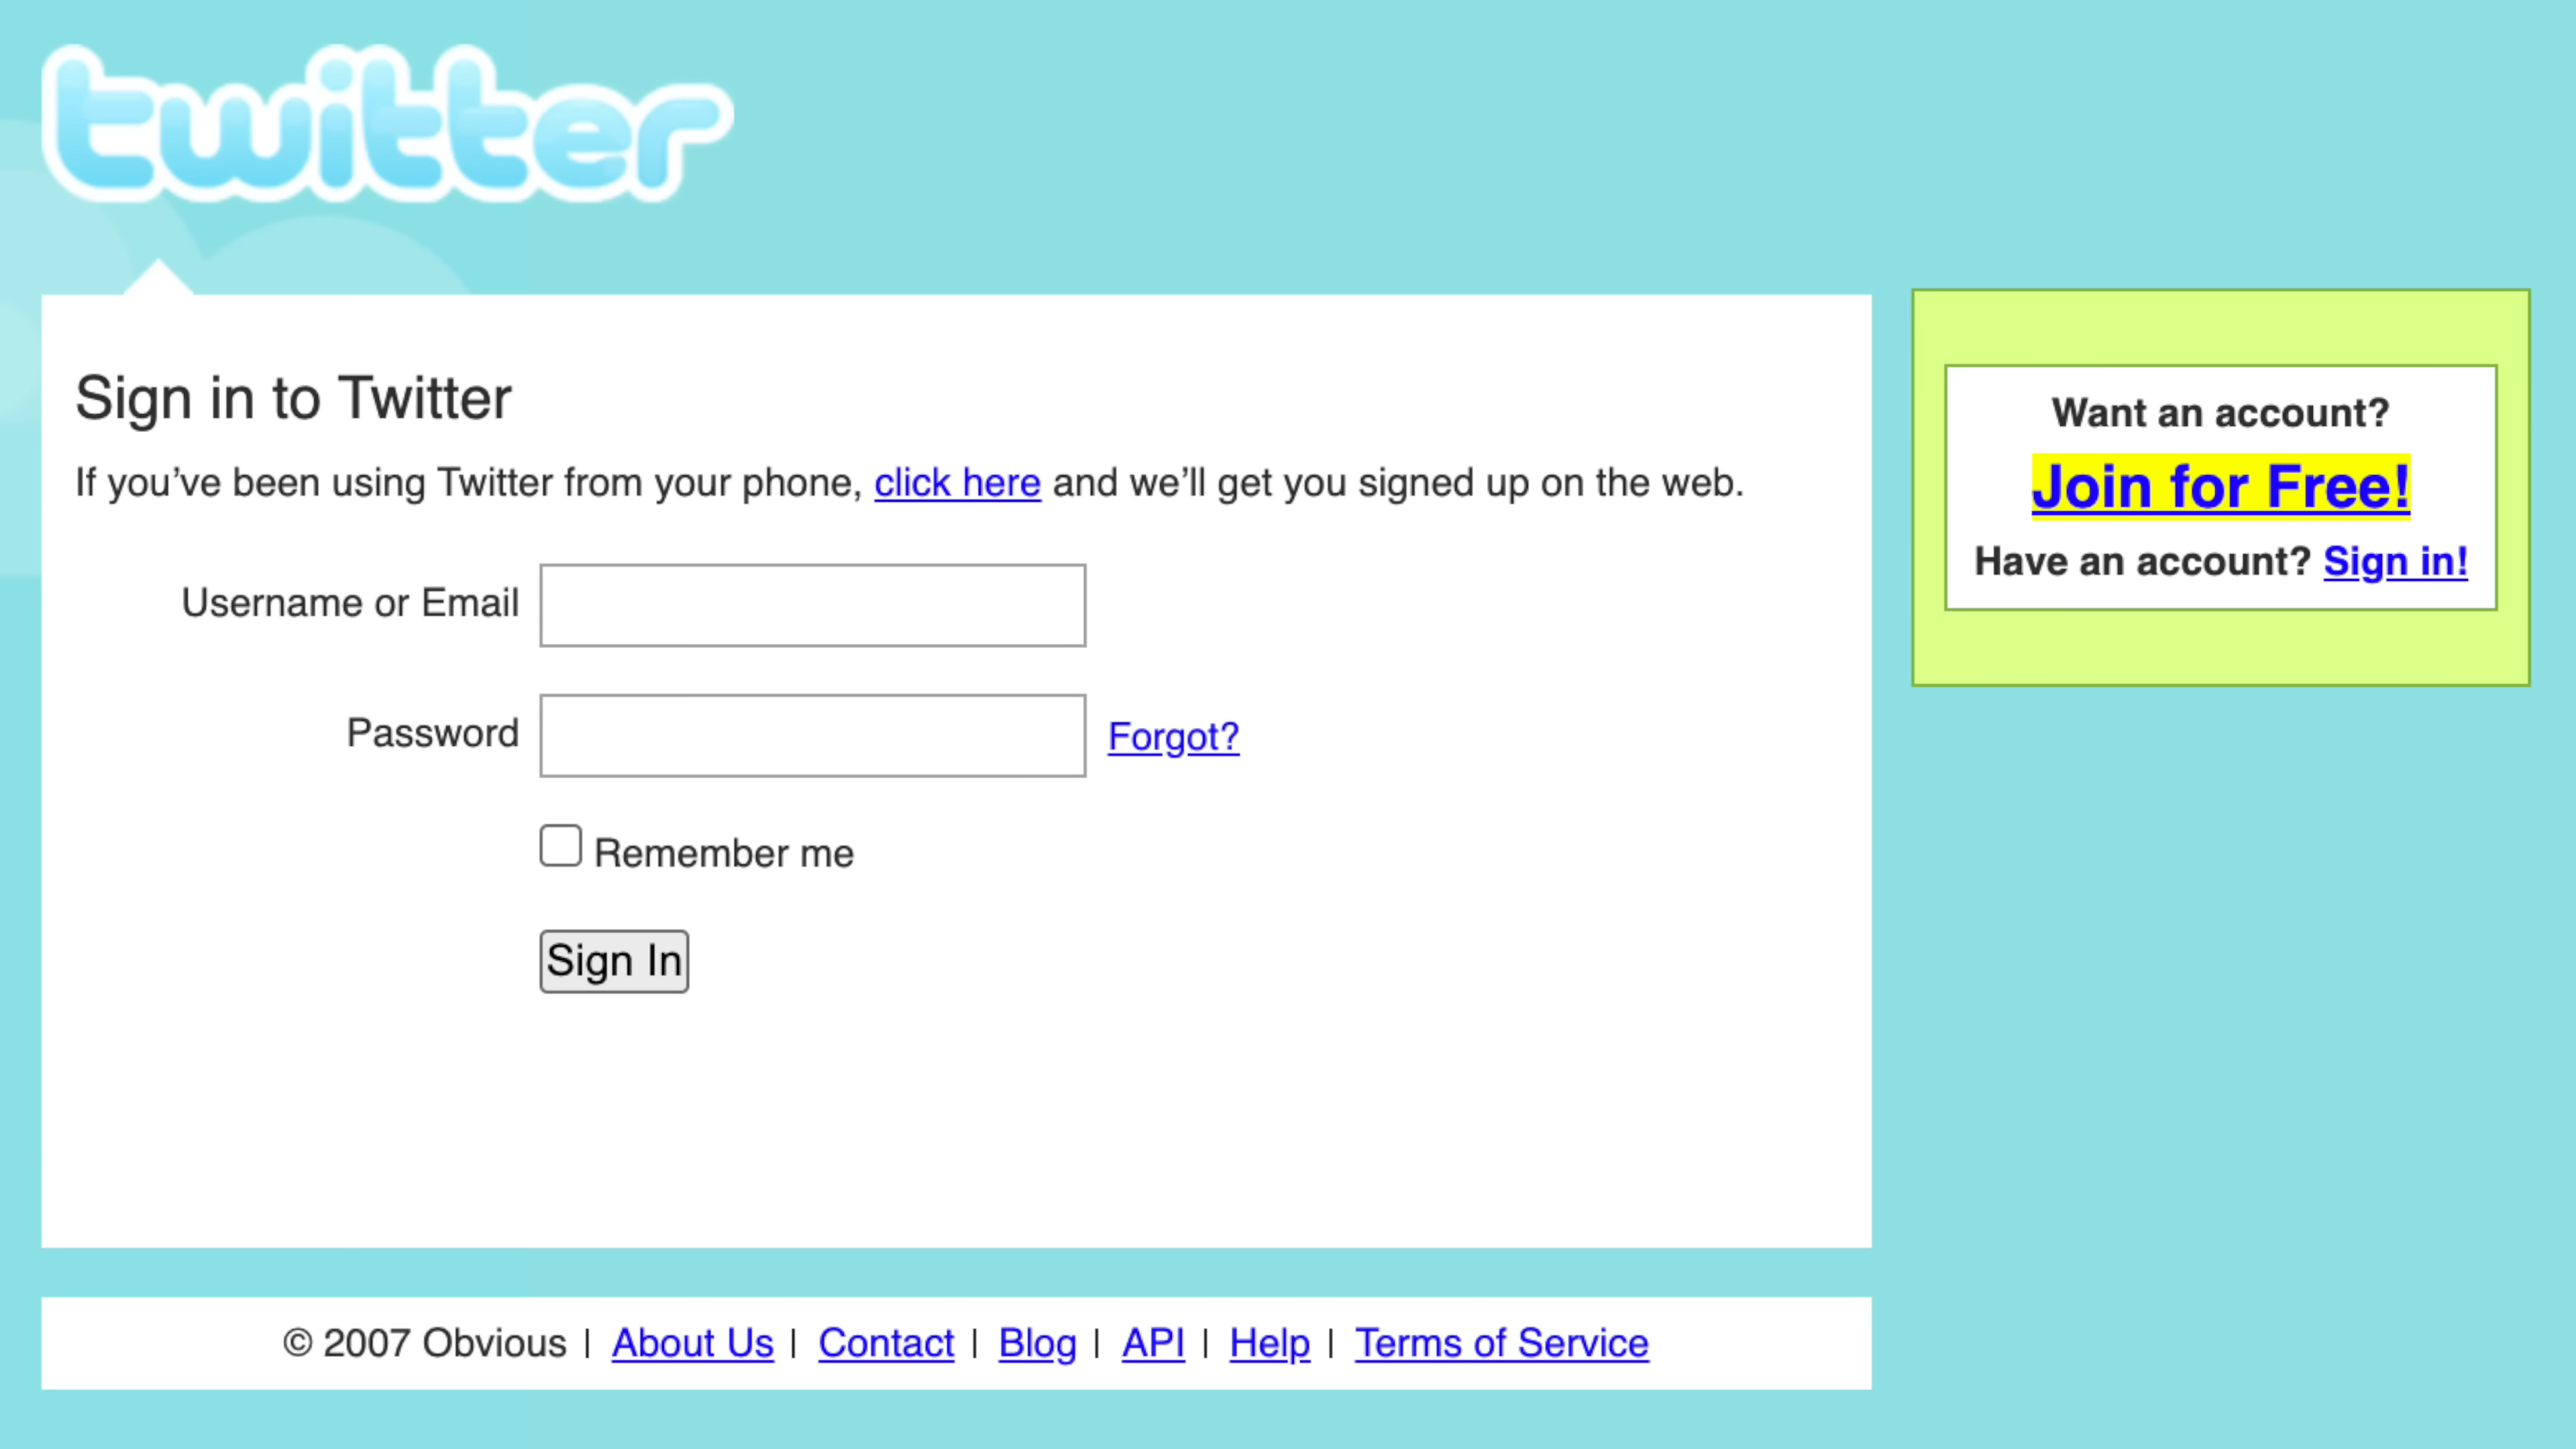 twitter
Sign in to Twitter
If you’ve been using Twitter from your phone, click here and we’ll get you signed up on the web.
Username or Email
Password
Forgot?
Remember me
Sign In
Want an account?
Join for Free!
Have an account? Sign in!
© 2007 Obvious | About Us | Contact | Blog | API | Help | Terms of Service